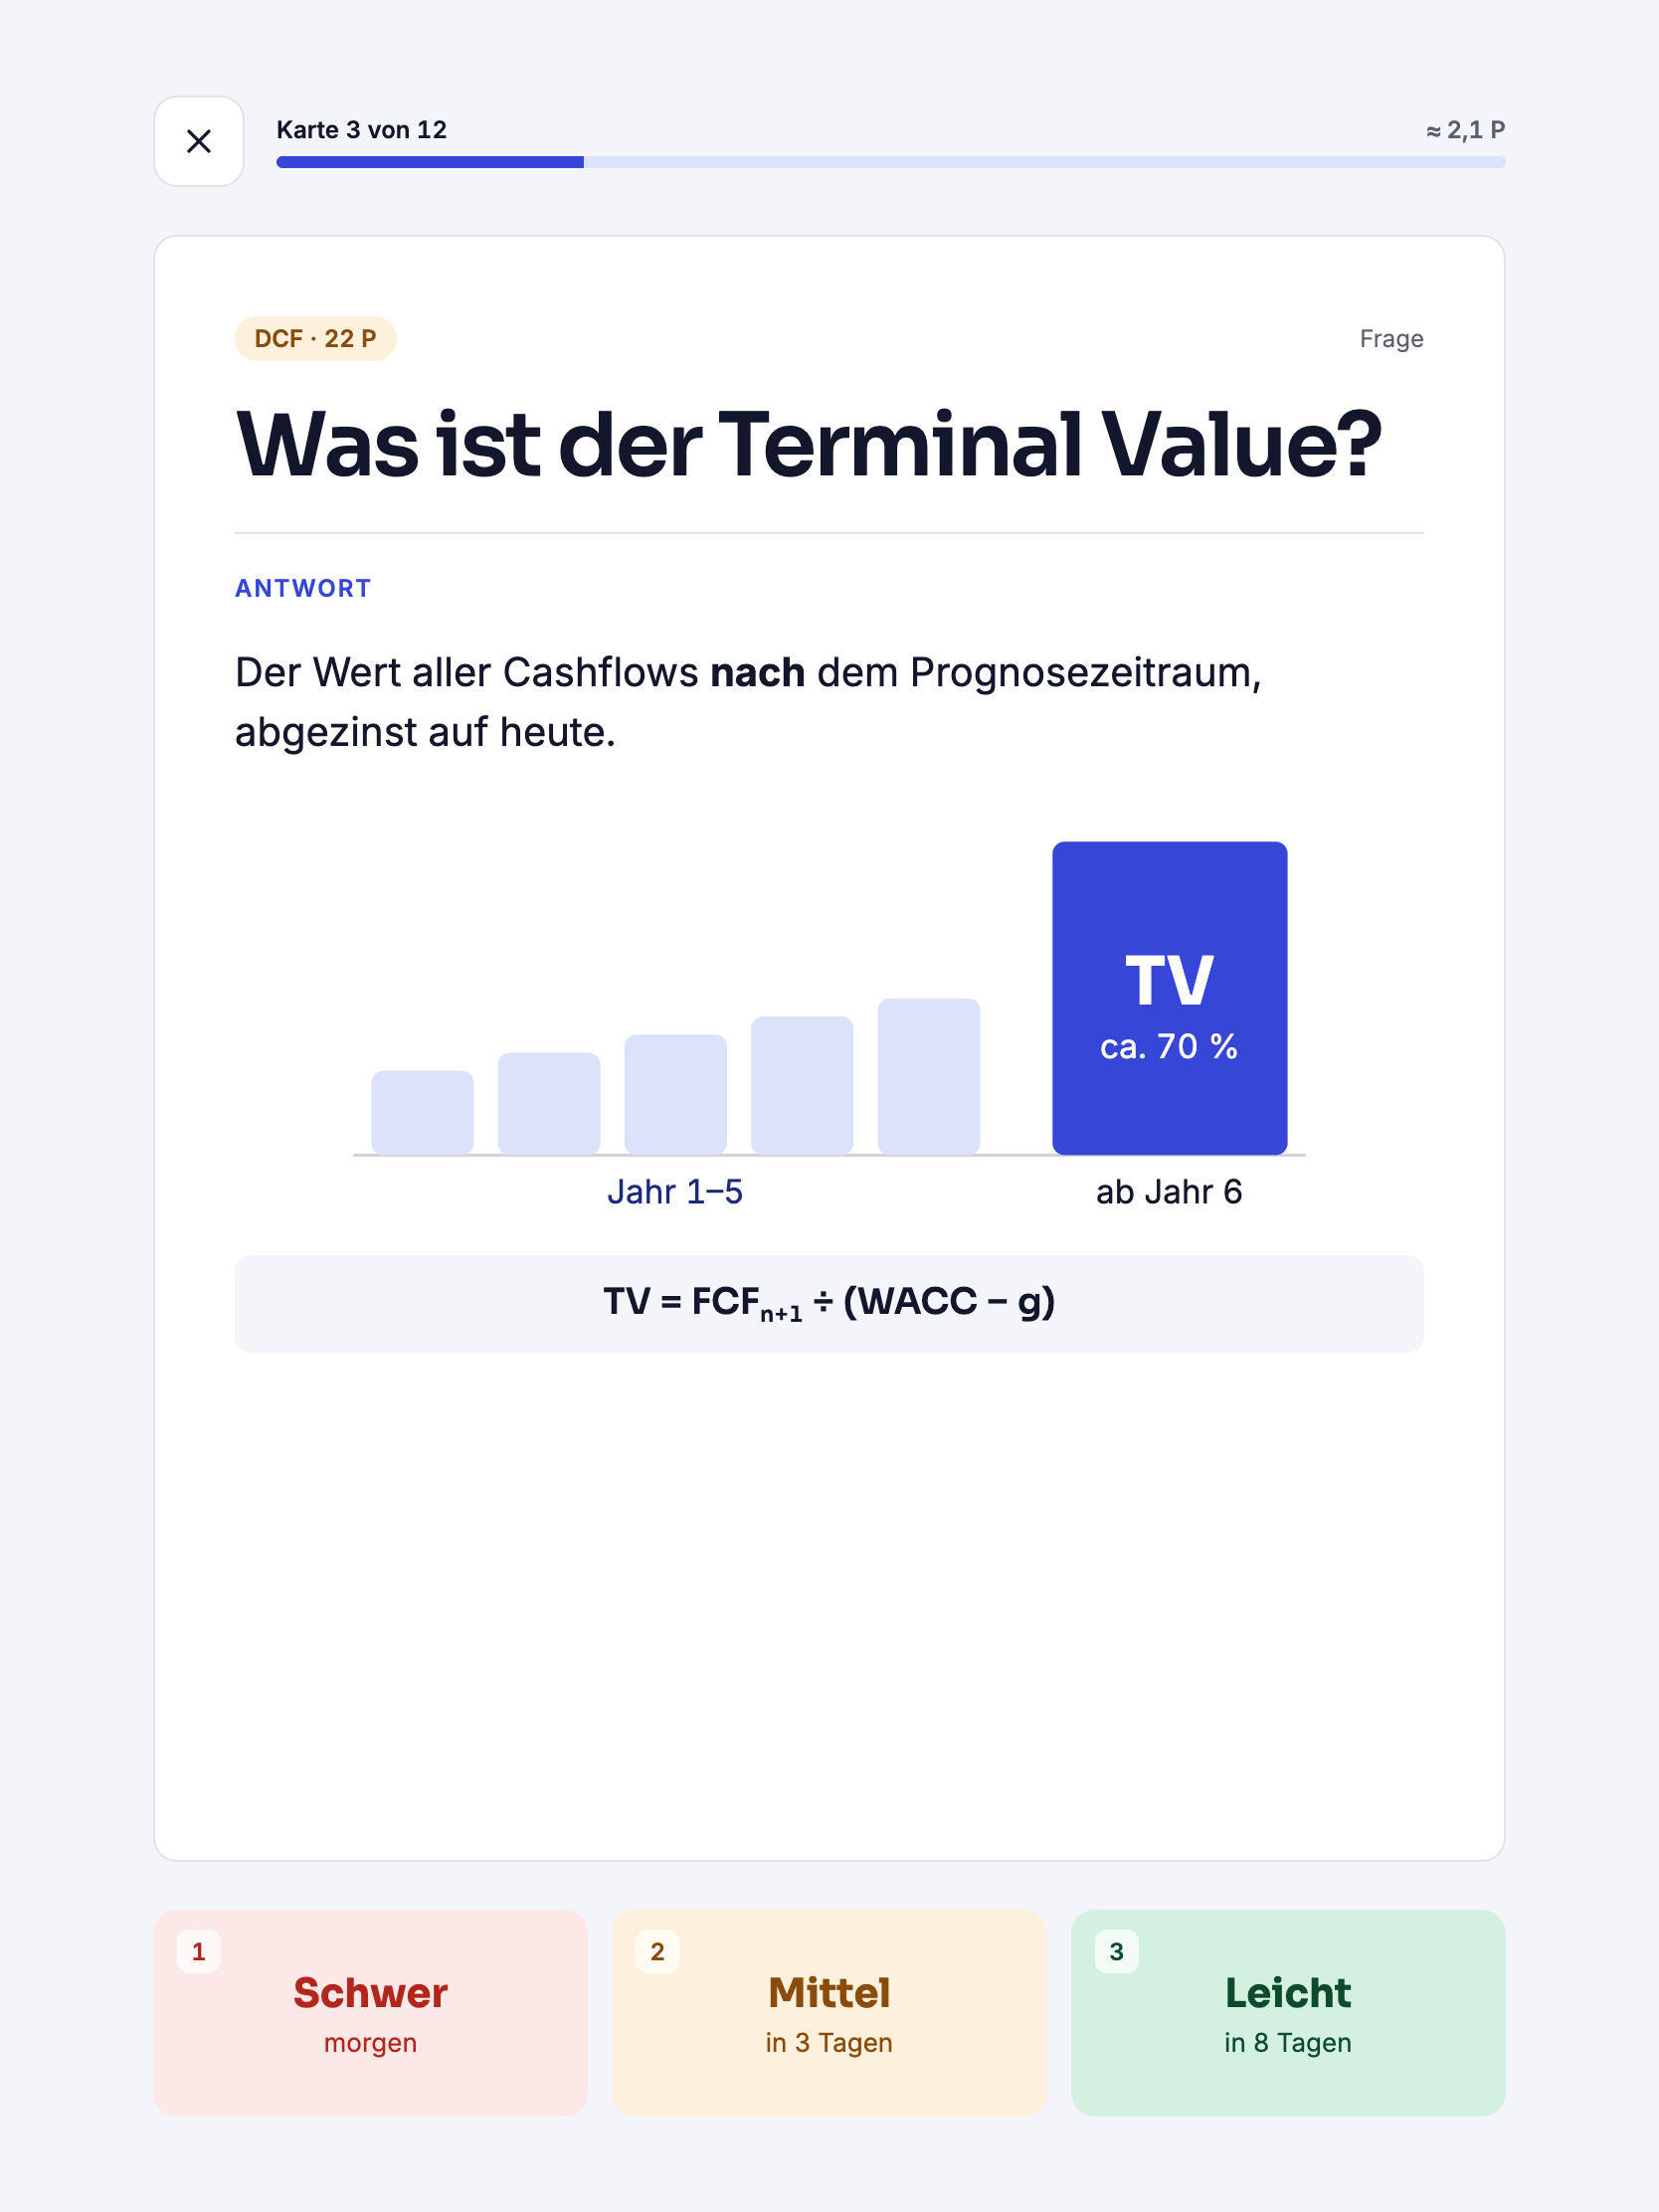 Karte 3 von 12
≈ 2,1 P
DCF · 22 P
Frage
Was ist der Terminal Value?
ANTWORT
Der Wert aller Cashflows nach dem Prognosezeitraum,
abgezinst auf heute.
TV
ca. 70 %
Jahr 1–5
ab Jahr 6
TV = FCFₙ₊₁ ÷ (WACC – g)
1
Schwer
morgen
2
Mittel
in 3 Tagen
3
Leicht
in 8 Tagen